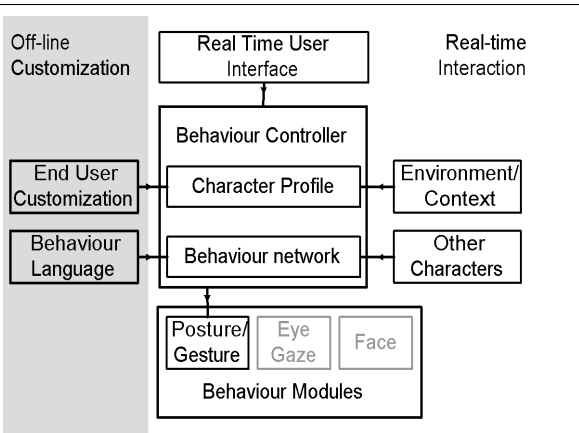 Off-line
Customization
Real Time User
Interface
Real-time
Interaction
Behaviour Controller
End User
Customization
Character Profile
Environment/
Context
Behaviour
Language
Behaviour network
Other
Characters
Posture/
Gesture
Eye
Gaze
Face
Behaviour Modules